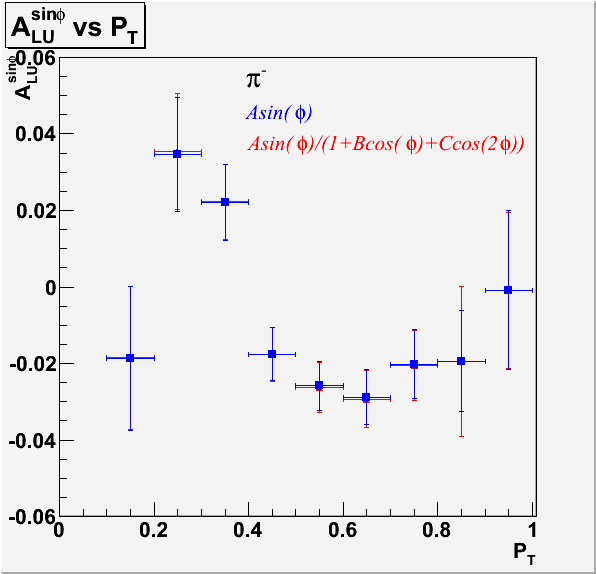 A_LU^sinφ vs P_T
A_LU^sinφ
π⁻
Asin(φ)
Asin(φ)/(1+Bcos(φ)+Ccos(2φ))
0.06
0.04
0.02
0
-0.02
-0.04
-0.06
0 0.2 0.4 0.6 0.8 1
P_T